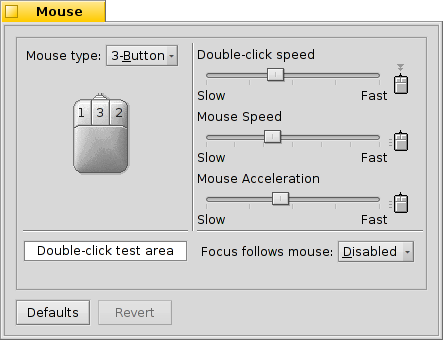 Mouse
Mouse type: 3-Button
1 3 2
Double-click speed
Slow Fast
Mouse Speed
Slow Fast
Mouse Acceleration
Slow Fast
Double-click test area
Focus follows mouse: Disabled
Defaults Revert